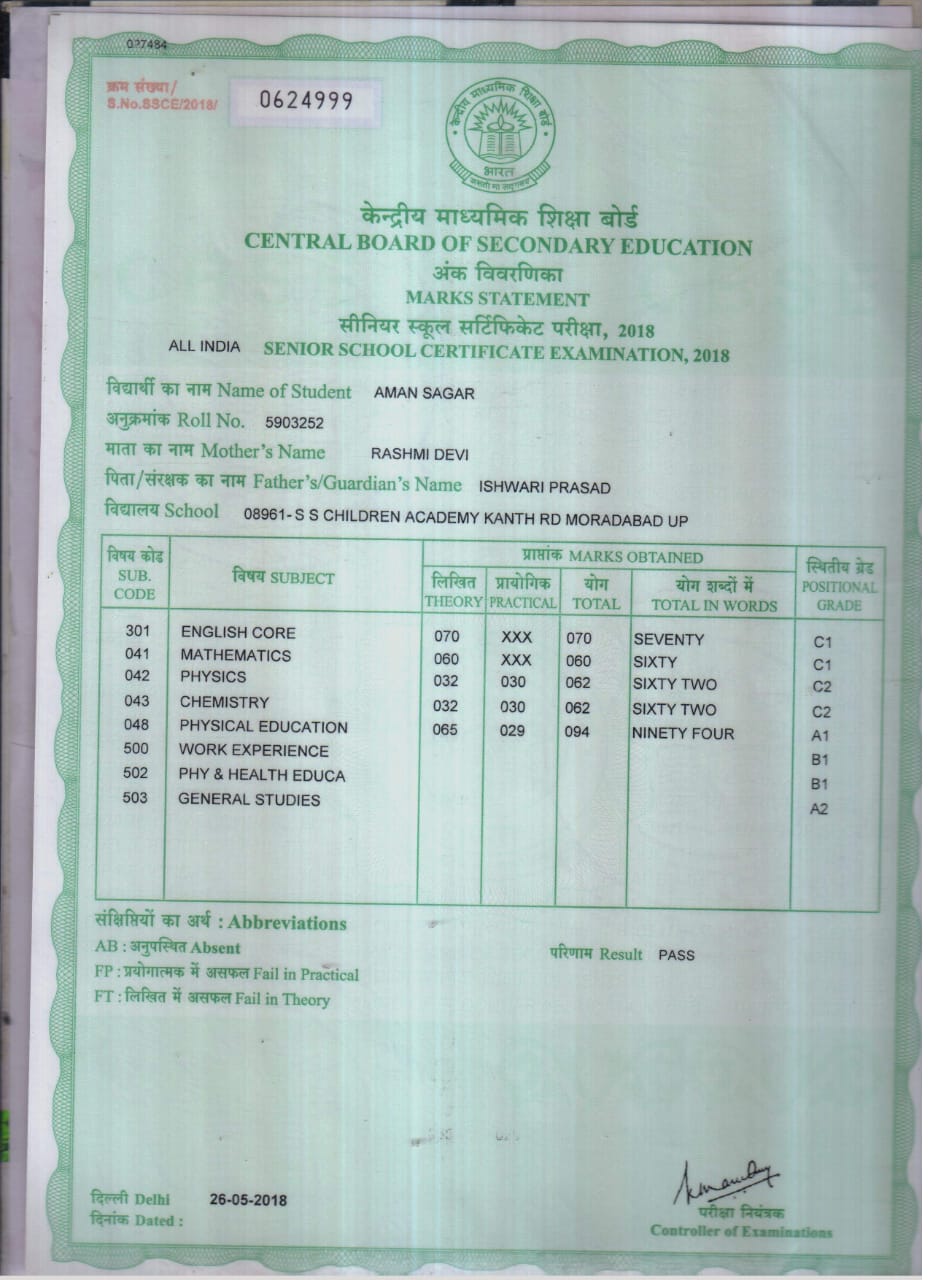 027484
क्रम संख्या/
S.No.SSCE/2018/ 0624999
केन्द्रीय माध्यमिक शिक्षा बोर्ड
भारत
असतो मा सद्गमय
केन्द्रीय माध्यमिक शिक्षा बोर्ड
CENTRAL BOARD OF SECONDARY EDUCATION
अंक विवरणिका
MARKS STATEMENT
सीनियर स्कूल सर्टिफिकेट परीक्षा, 2018
ALL INDIA SENIOR SCHOOL CERTIFICATE EXAMINATION, 2018
विद्यार्थी का नाम Name of Student AMAN SAGAR
अनुक्रमांक Roll No. 5903252
माता का नाम Mother's Name RASHMI DEVI
पिता/संरक्षक का नाम Father's/Guardian's Name ISHWARI PRASAD
विद्यालय School 08961-S S CHILDREN ACADEMY KANTH RD MORADABAD UP
विषय कोड SUB. CODE विषय SUBJECT प्राप्तांक MARKS OBTAINED स्थितीय ग्रेड POSITIONAL GRADE
लिखित THEORY प्रायोगिक PRACTICAL योग TOTAL योग शब्दों में TOTAL IN WORDS
301 ENGLISH CORE 070 XXX 070 SEVENTY C1
041 MATHEMATICS 060 XXX 060 SIXTY C1
042 PHYSICS 032 030 062 SIXTY TWO C2
043 CHEMISTRY 032 030 062 SIXTY TWO C2
048 PHYSICAL EDUCATION 065 029 094 NINETY FOUR A1
500 WORK EXPERIENCE B1
502 PHY & HEALTH EDUCA B1
503 GENERAL STUDIES A2
संक्षिप्तियों का अर्थ : Abbreviations
AB : अनुपस्थित Absent
परिणाम Result PASS
FP : प्रयोगात्मक में असफल Fail in Practical
FT : लिखित में असफल Fail in Theory
दिल्ली Delhi 26-05-2018
दिनांक Dated :
परीक्षा नियंत्रक
Controller of Examinations